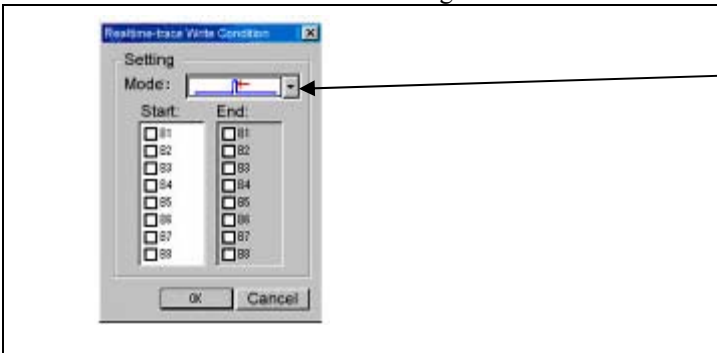 Realtime-trace Write Condition
Setting
Mode:
Start: End:
B1 B1
B2 B2
B3 B3
B4 B4
B5 B5
B6 B6
B7 B7
B8 B8
OK Cancel